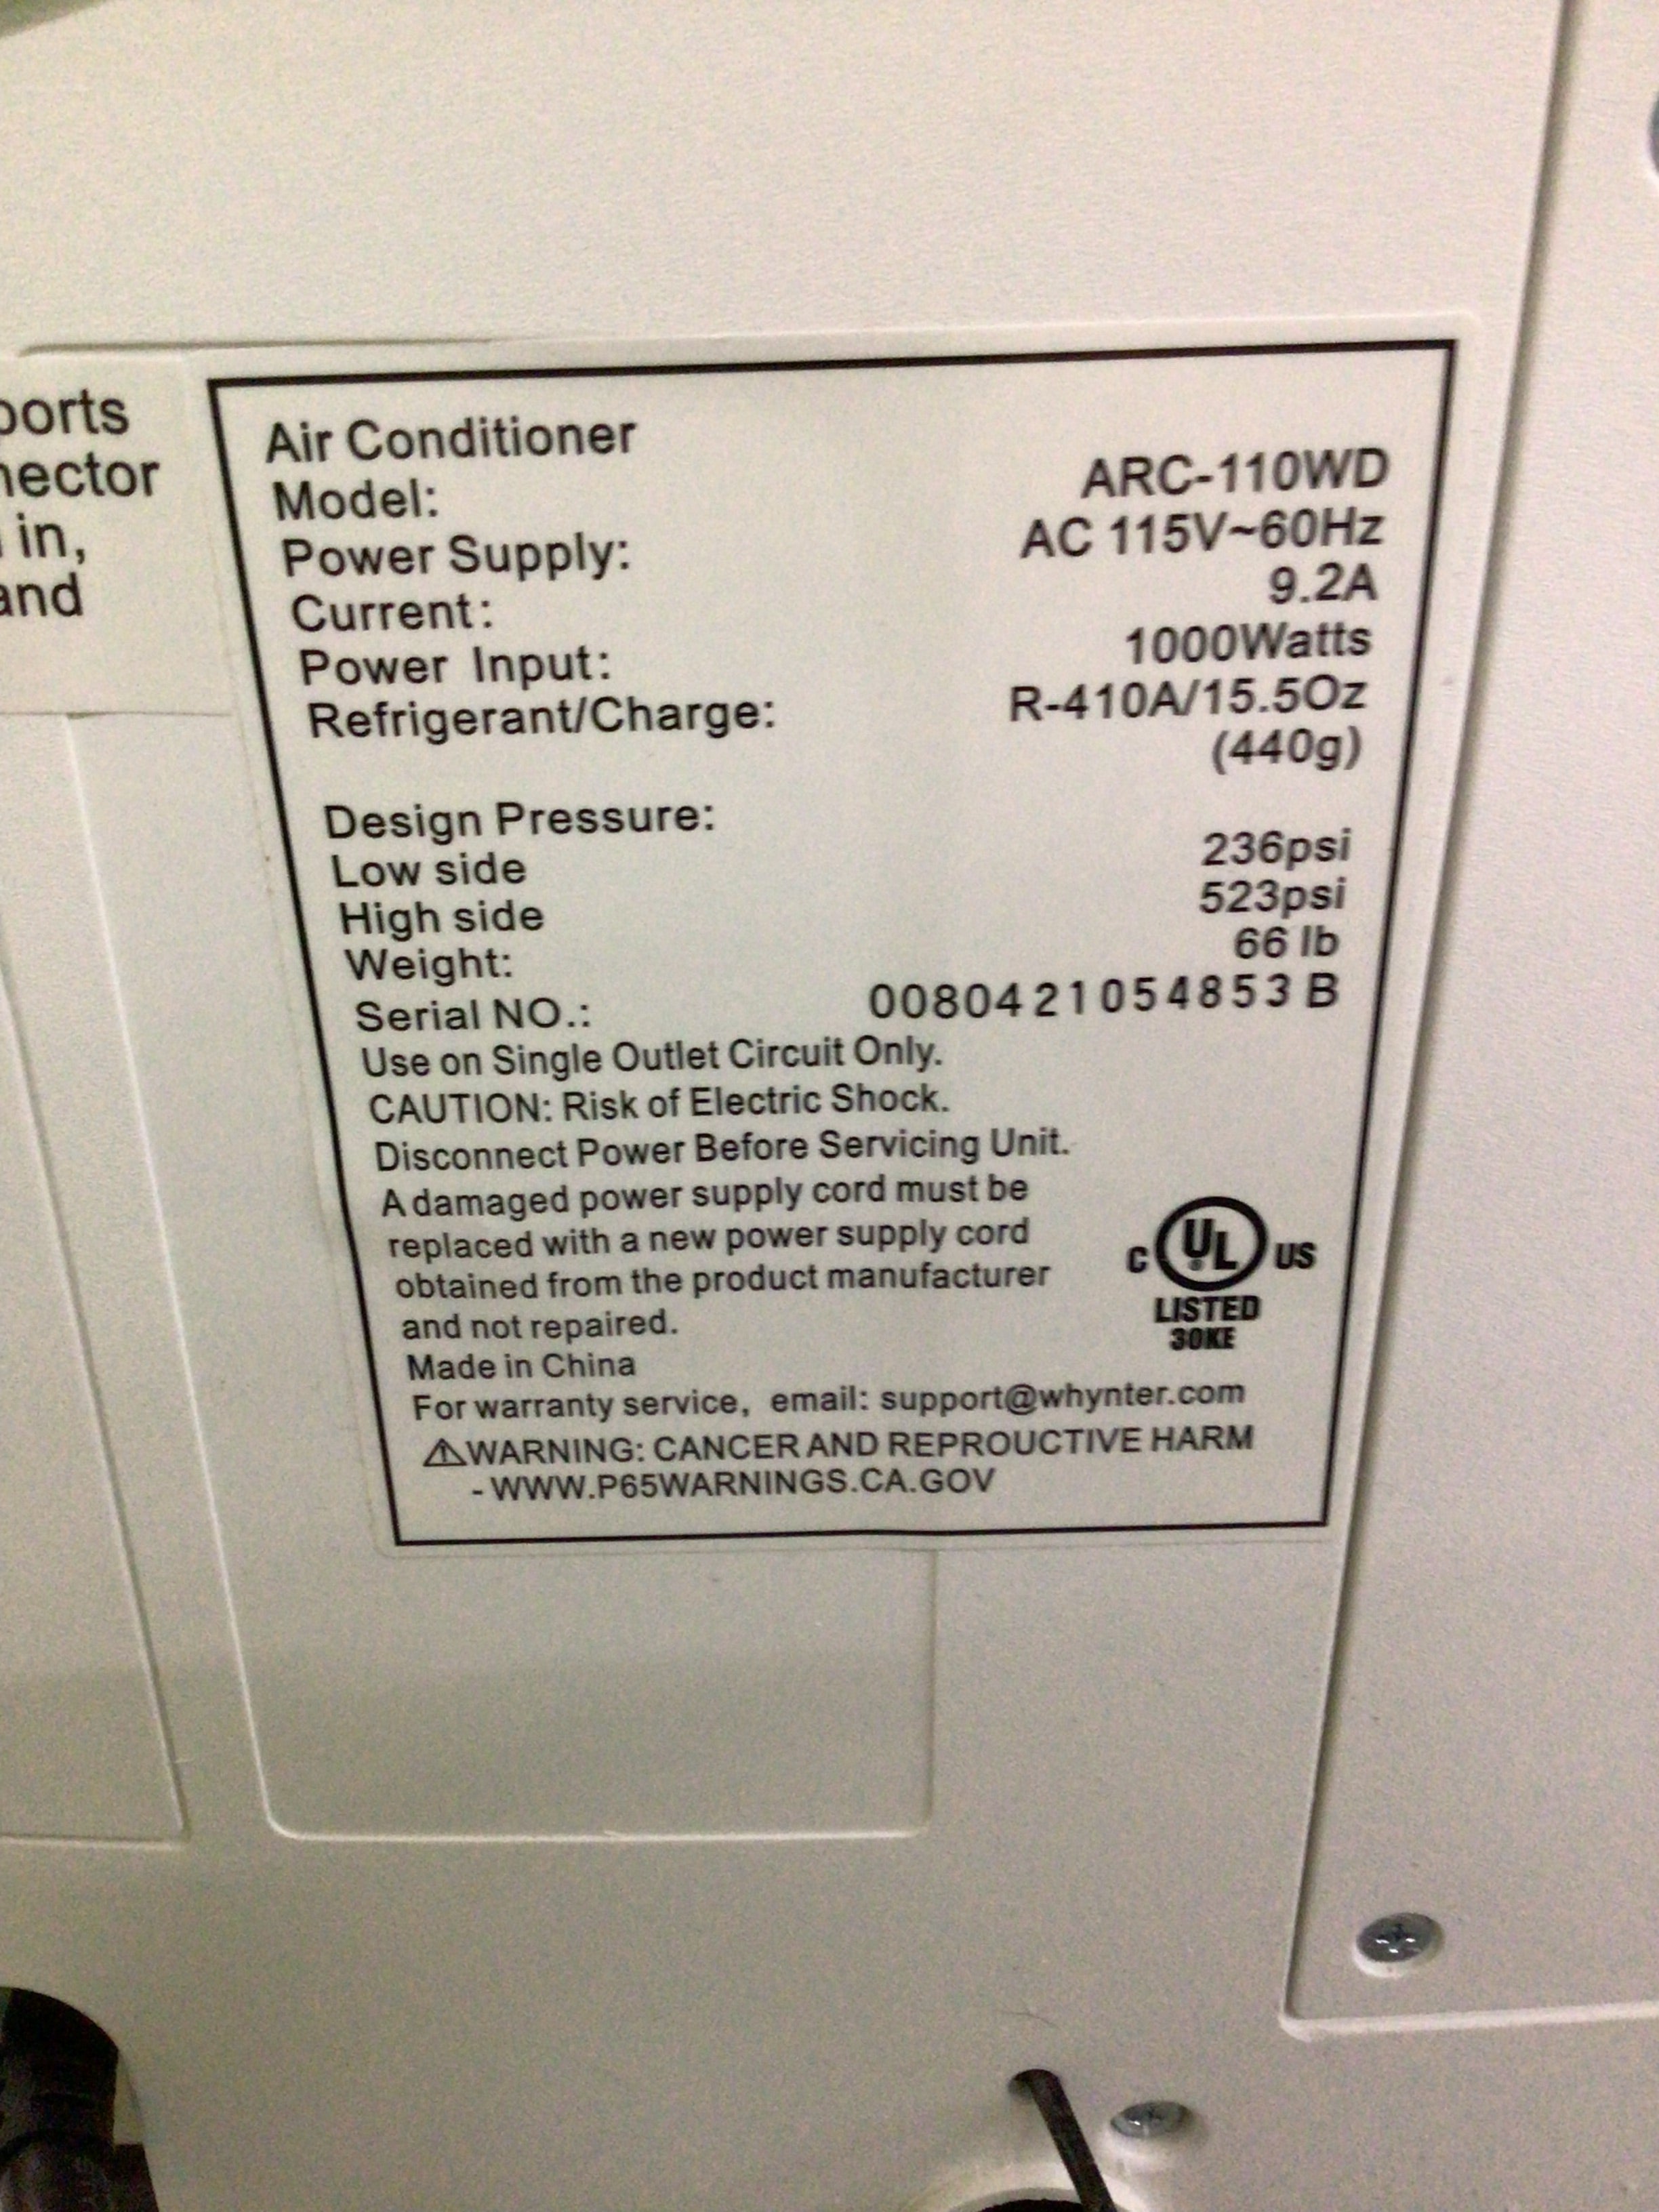 ports
nector
in,
and
Air Conditioner
Model: ARC-110WD
Power Supply: AC 115V~60Hz
Current: 9.2A
Power Input: 1000Watts
Refrigerant/Charge: R-410A/15.5Oz
(440g)
Design Pressure:
Low side 236psi
High side 523psi
Weight: 66 lb
Serial NO.: 0080421054853 B
Use on Single Outlet Circuit Only.
CAUTION: Risk of Electric Shock.
Disconnect Power Before Servicing Unit.
A damaged power supply cord must be
replaced with a new power supply cord
obtained from the product manufacturer
and not repaired.
C UL US
LISTED
30KE
Made in China
For warranty service, email: support@whynter.com
⚠WARNING: CANCER AND REPROUCTIVE HARM
- WWW.P65WARNINGS.CA.GOV